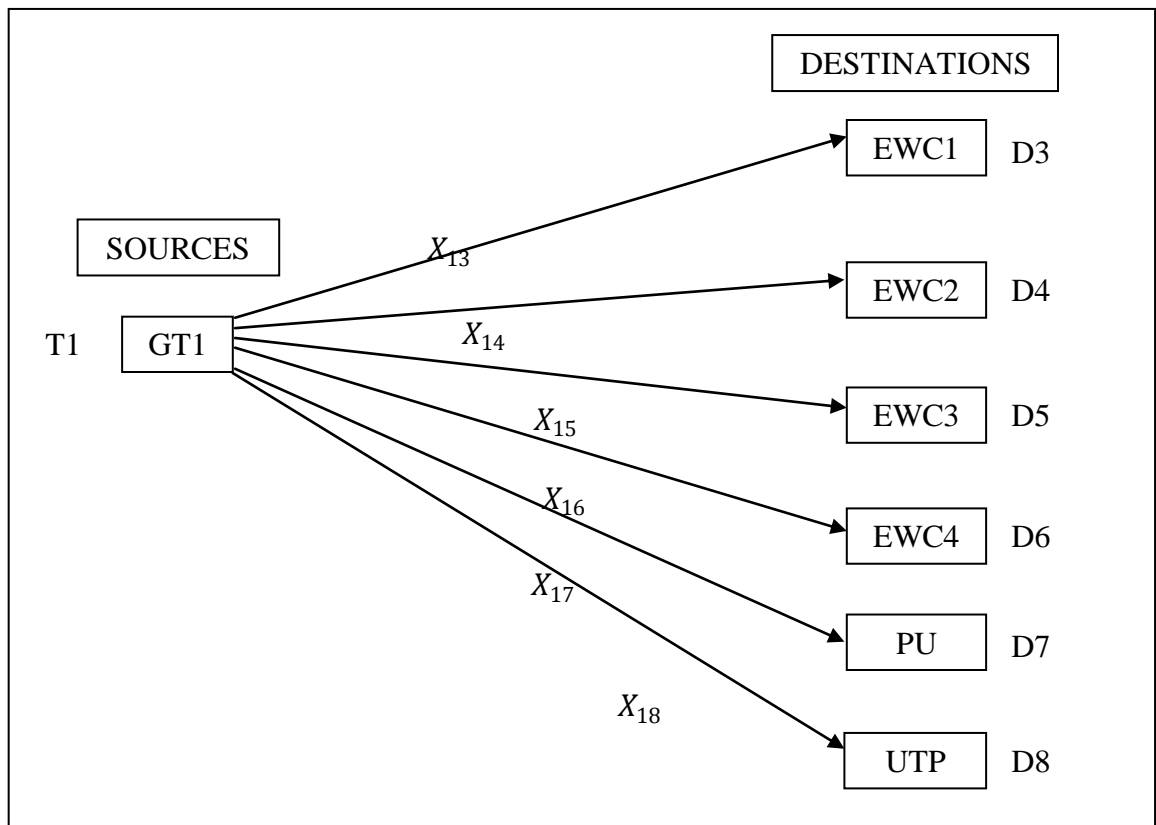 DESTINATIONS
EWC1 D3
SOURCES
X₁₃
EWC2 D4
T1 GT1
X₁₄
EWC3 D5
X₁₅
X₁₆
EWC4 D6
X₁₇
PU D7
X₁₈
UTP D8